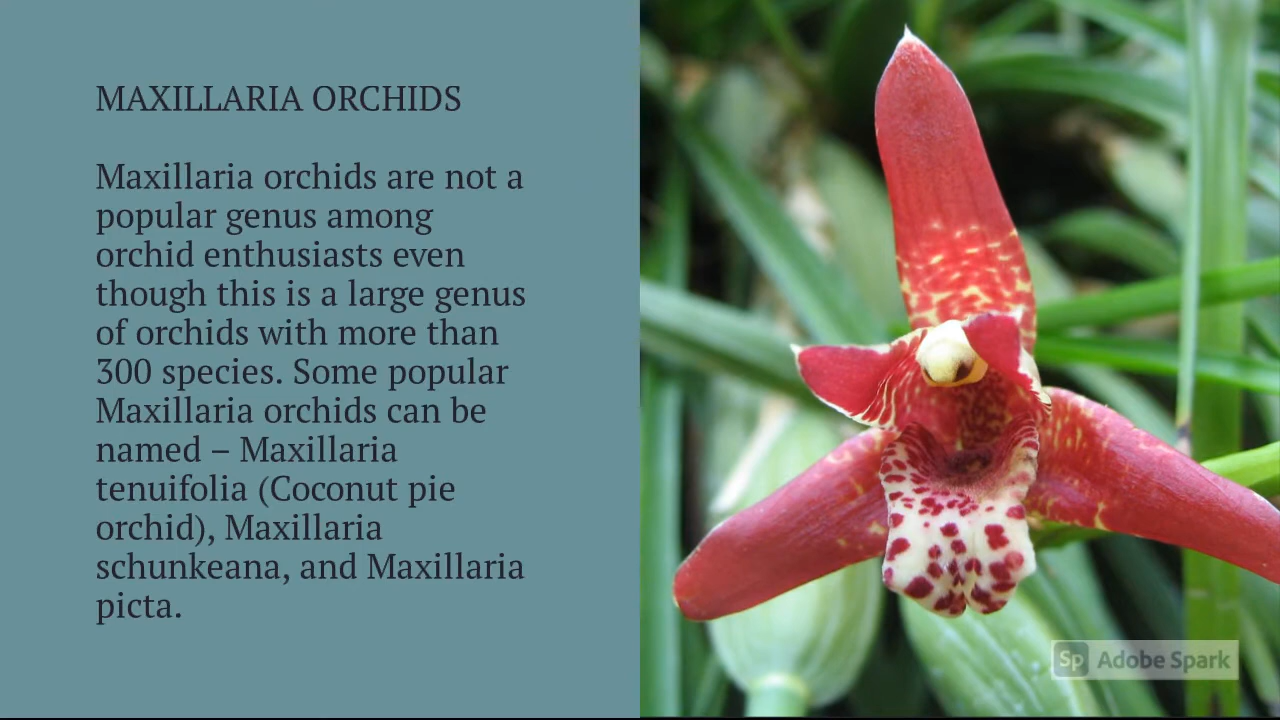 MAXILLARIA ORCHIDS
Maxillaria orchids are not a
popular genus among
orchid enthusiasts even
though this is a large genus
of orchids with more than
300 species. Some popular
Maxillaria orchids can be
named – Maxillaria
tenuifolia (Coconut pie
orchid), Maxillaria
schunkeana, and Maxillaria
picta.
Sp Adobe Spark